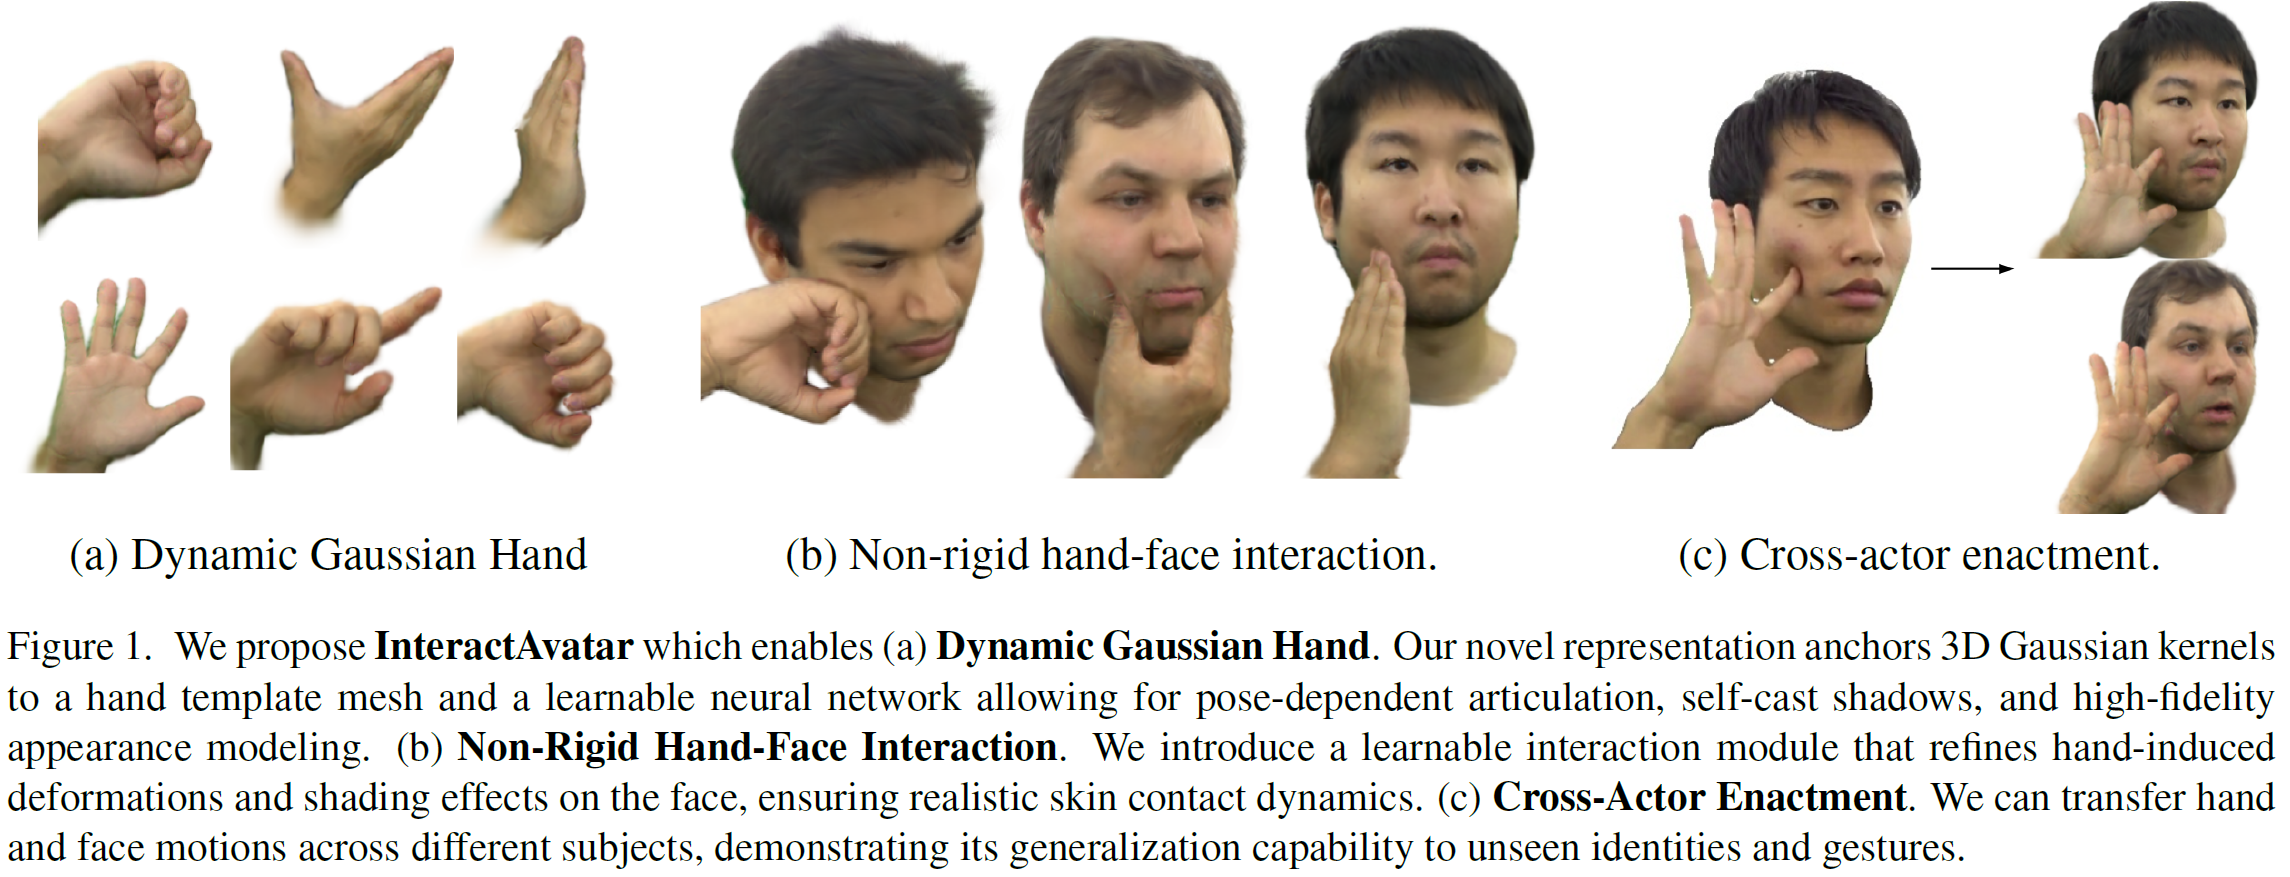 (a) Dynamic Gaussian Hand
(b) Non-rigid hand-face interaction.
(c) Cross-actor enactment.
Figure 1. We propose InteractAvatar which enables (a) Dynamic Gaussian Hand. Our novel representation anchors 3D Gaussian kernels
to a hand template mesh and a learnable neural network allowing for pose-dependent articulation, self-cast shadows, and high-fidelity
appearance modeling. (b) Non-Rigid Hand-Face Interaction. We introduce a learnable interaction module that refines hand-induced
deformations and shading effects on the face, ensuring realistic skin contact dynamics. (c) Cross-Actor Enactment. We can transfer hand
and face motions across different subjects, demonstrating its generalization capability to unseen identities and gestures.